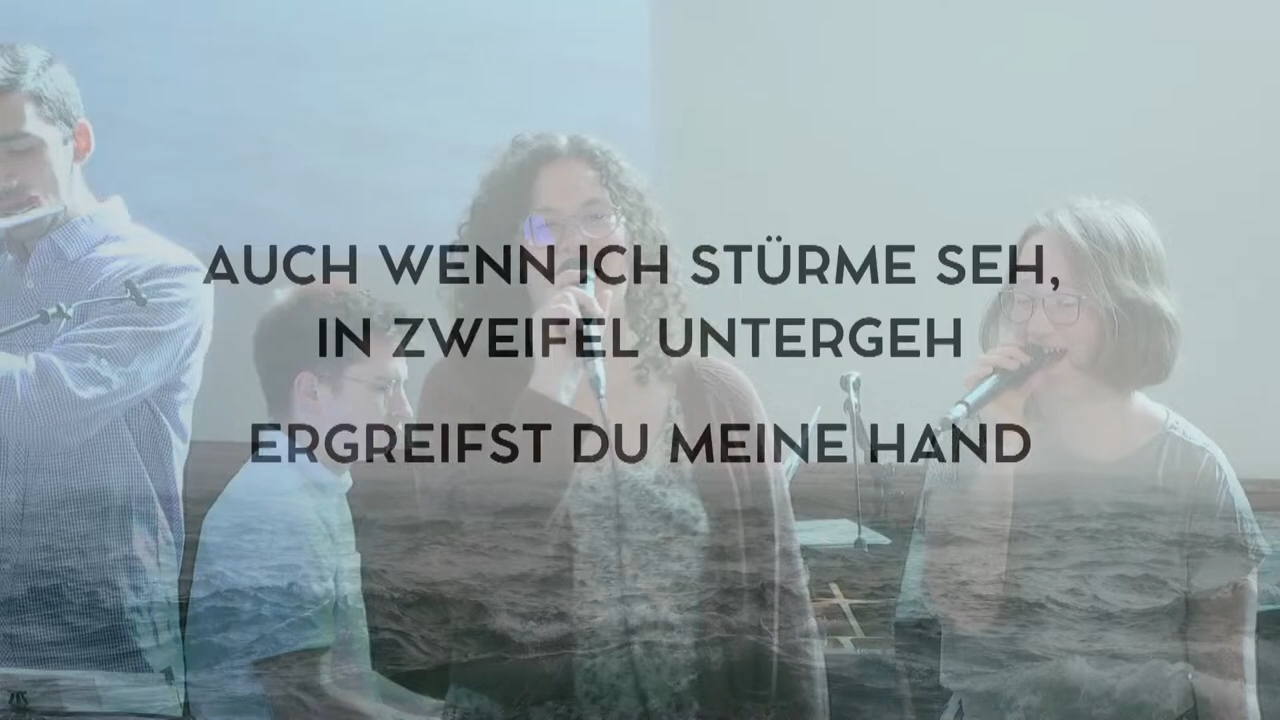 AUCH WENN ICH STÜRME SEH,
IN ZWEIFEL UNTERGEH
ERGREIFST DU MEINE HAND